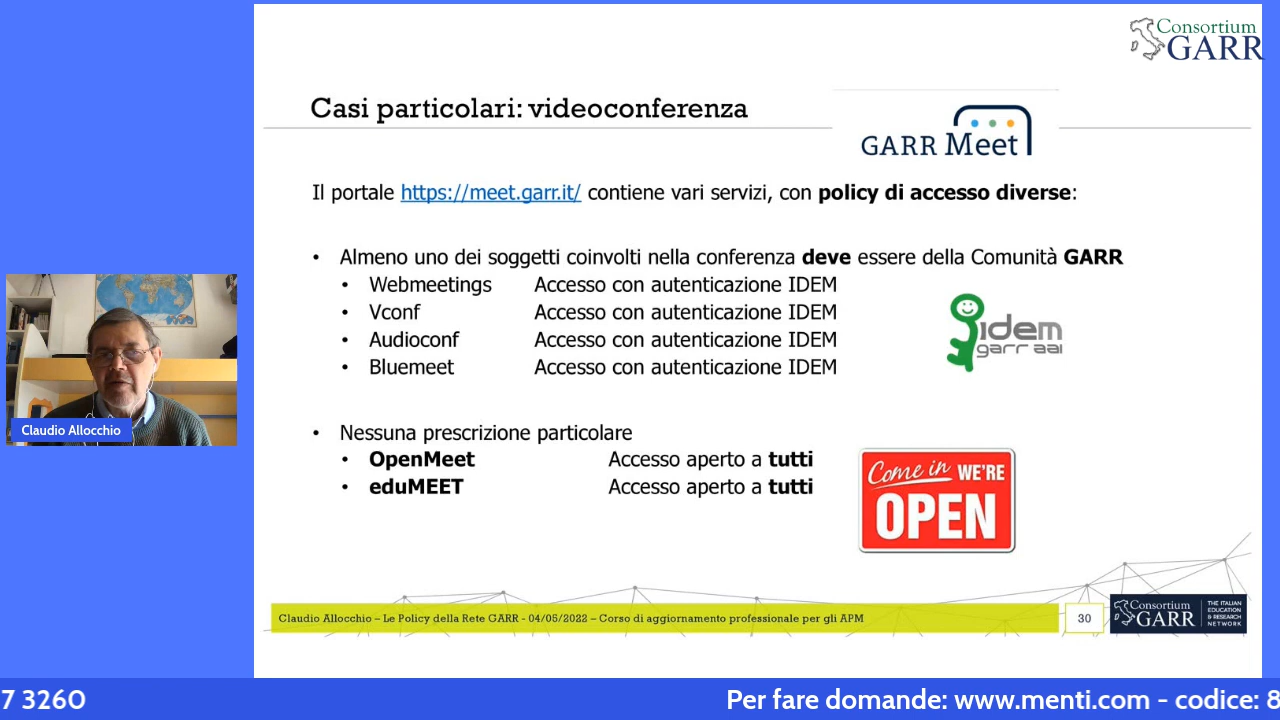 Consortium
GARR
Casi particolari: videoconferenza
GARR Meet
Il portale https://meet.garr.it/ contiene vari servizi, con policy di accesso diverse:
• Almeno uno dei soggetti coinvolti nella conferenza deve essere della Comunità GARR
• Webmeetings Accesso con autenticazione IDEM
• Vconf Accesso con autenticazione IDEM
• Audioconf Accesso con autenticazione IDEM
• Bluemeet Accesso con autenticazione IDEM
idem
garr aai
• Nessuna prescrizione particolare
• OpenMeet Accesso aperto a tutti
• eduMEET Accesso aperto a tutti
Come in WE'RE
OPEN
Claudio Allocchio
Claudio Allocchio – Le Policy della Rete GARR - 04/05/2022 – Corso di aggiornamento professionale per gli APM
30
Consortium
GARR
THE ITALIAN
EDUCATION
& RESEARCH
NETWORK
7 3260
Per fare domande: www.menti.com - codice: 8